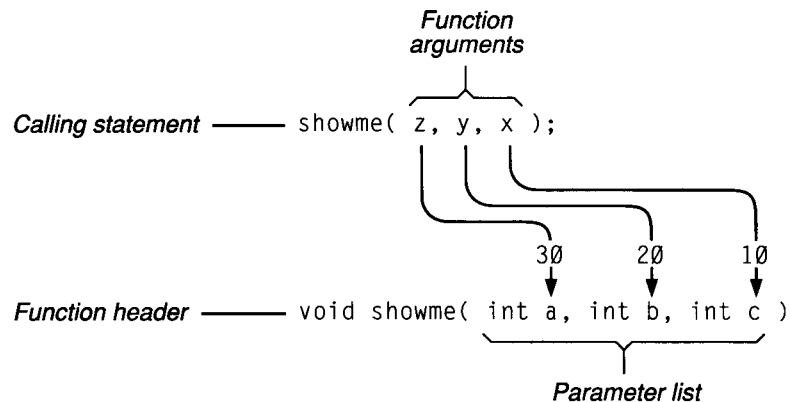 Function
arguments
Calling statement showme( z, y, x );
30 20 10
Function header void showme( int a, int b, int c )
Parameter list